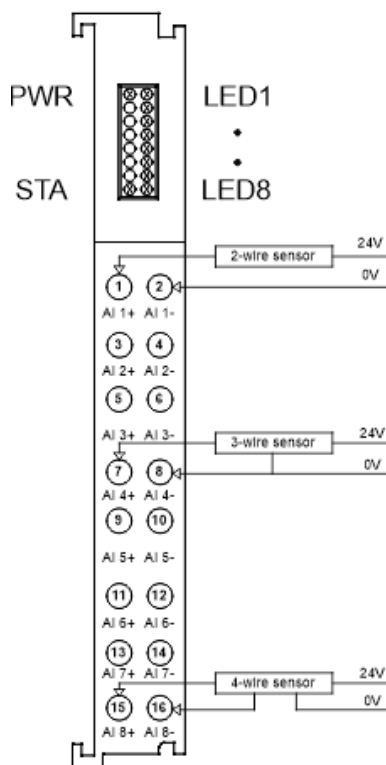 PWR LED1
STA LED8
24V
2-wire sensor
0V
1 2
AI 1+ AI 1-
3 4
AI 2+ AI 2-
5 6
AI 3+ AI 3-
24V
3-wire sensor
0V
7 8
AI 4+ AI 4-
9 10
AI 5+ AI 5-
11 12
AI 6+ AI 6-
13 14
AI 7+ AI 7-
24V
4-wire sensor
0V
15 16
AI 8+ AI 8-